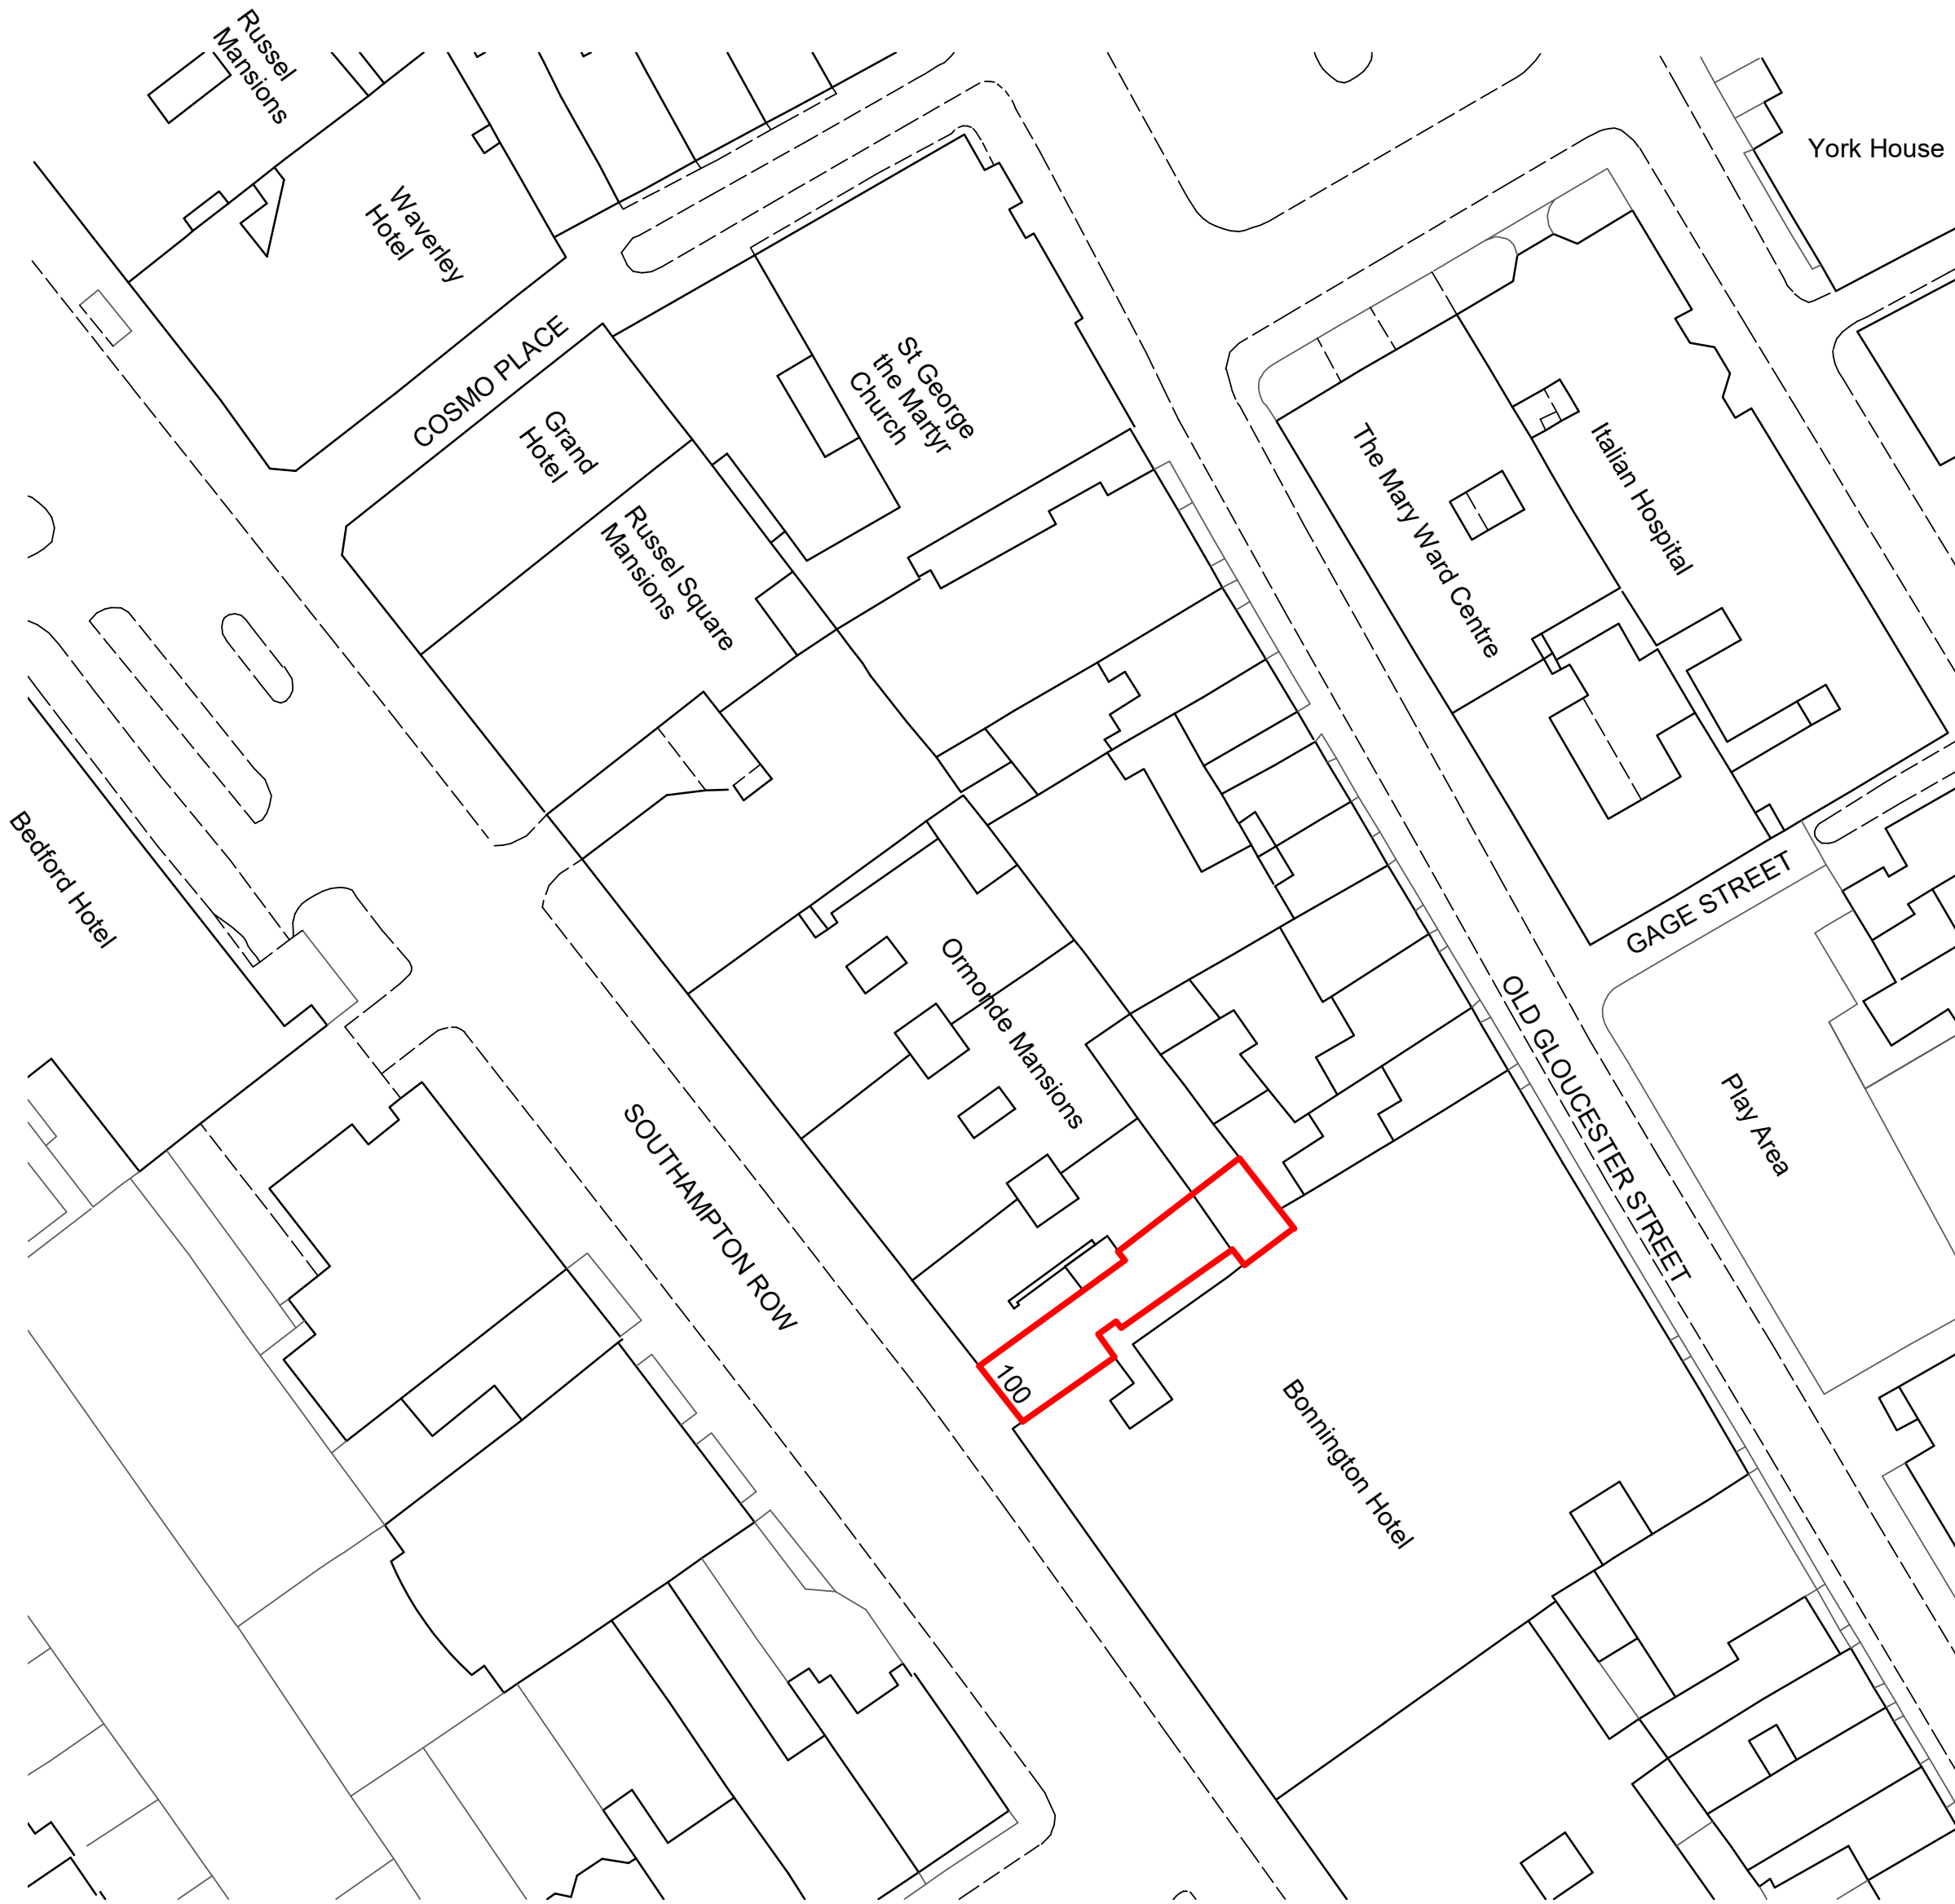 Russel
Mansions
York House
Waverley
Hotel
COSMO PLACE
St George
the Martyr
Church
Grand
Hotel
The Mary Ward Centre
Italian Hospital
Russel Square
Mansions
Bedford Hotel
GAGE STREET
Ormonde Mansions
OLD GLOUCESTER STREET
Play Area
SOUTHAMPTON ROW
100
Bonnington Hotel